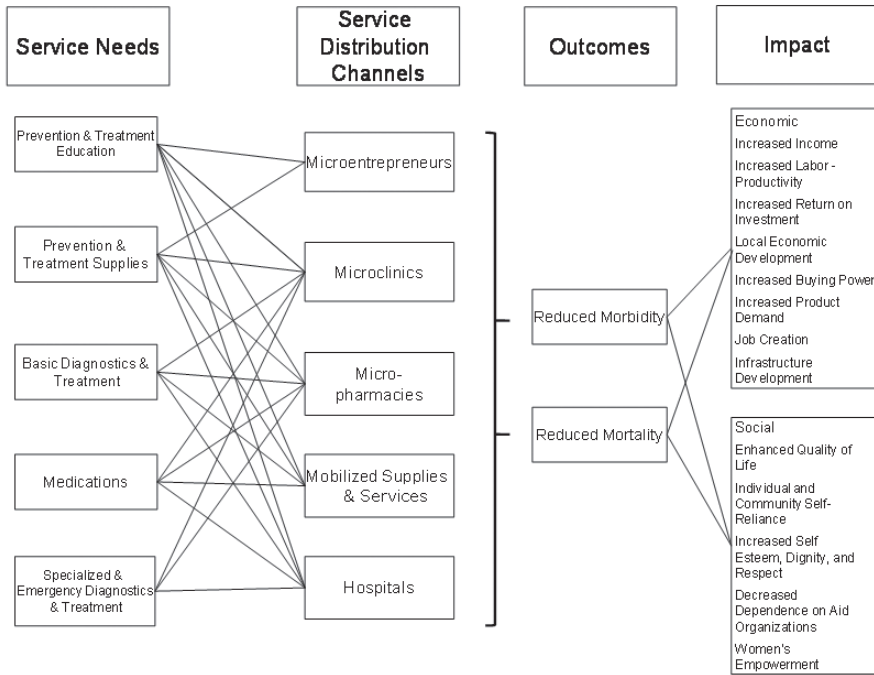 Service Needs
Service
Distribution
Channels
Outcomes
Impact
Prevention & Treatment
Education
Prevention &
Treatment Supplies
Basic Diagnostics &
Treatment
Medications
Specialized &
Emergency Diagnostics
& Treatment
Microentrepreneurs
Microclinics
Micro-
pharmacies
Mobilized Supplies
& Services
Hospitals
Reduced Morbidity
Reduced Mortality
Economic
Increased Income
Increased Labor -
Productivity
Increased Return on
Investment
Local Economic
Development
Increased Buying Power
Increased Product
Demand
Job Creation
Infrastructure
Development
Social
Enhanced Quality of
Life
Individual and
Community Self-
Reliance
Increased Self
Esteem, Dignity, and
Respect
Decreased
Dependence on Aid
Organizations
Women's
Empowerment